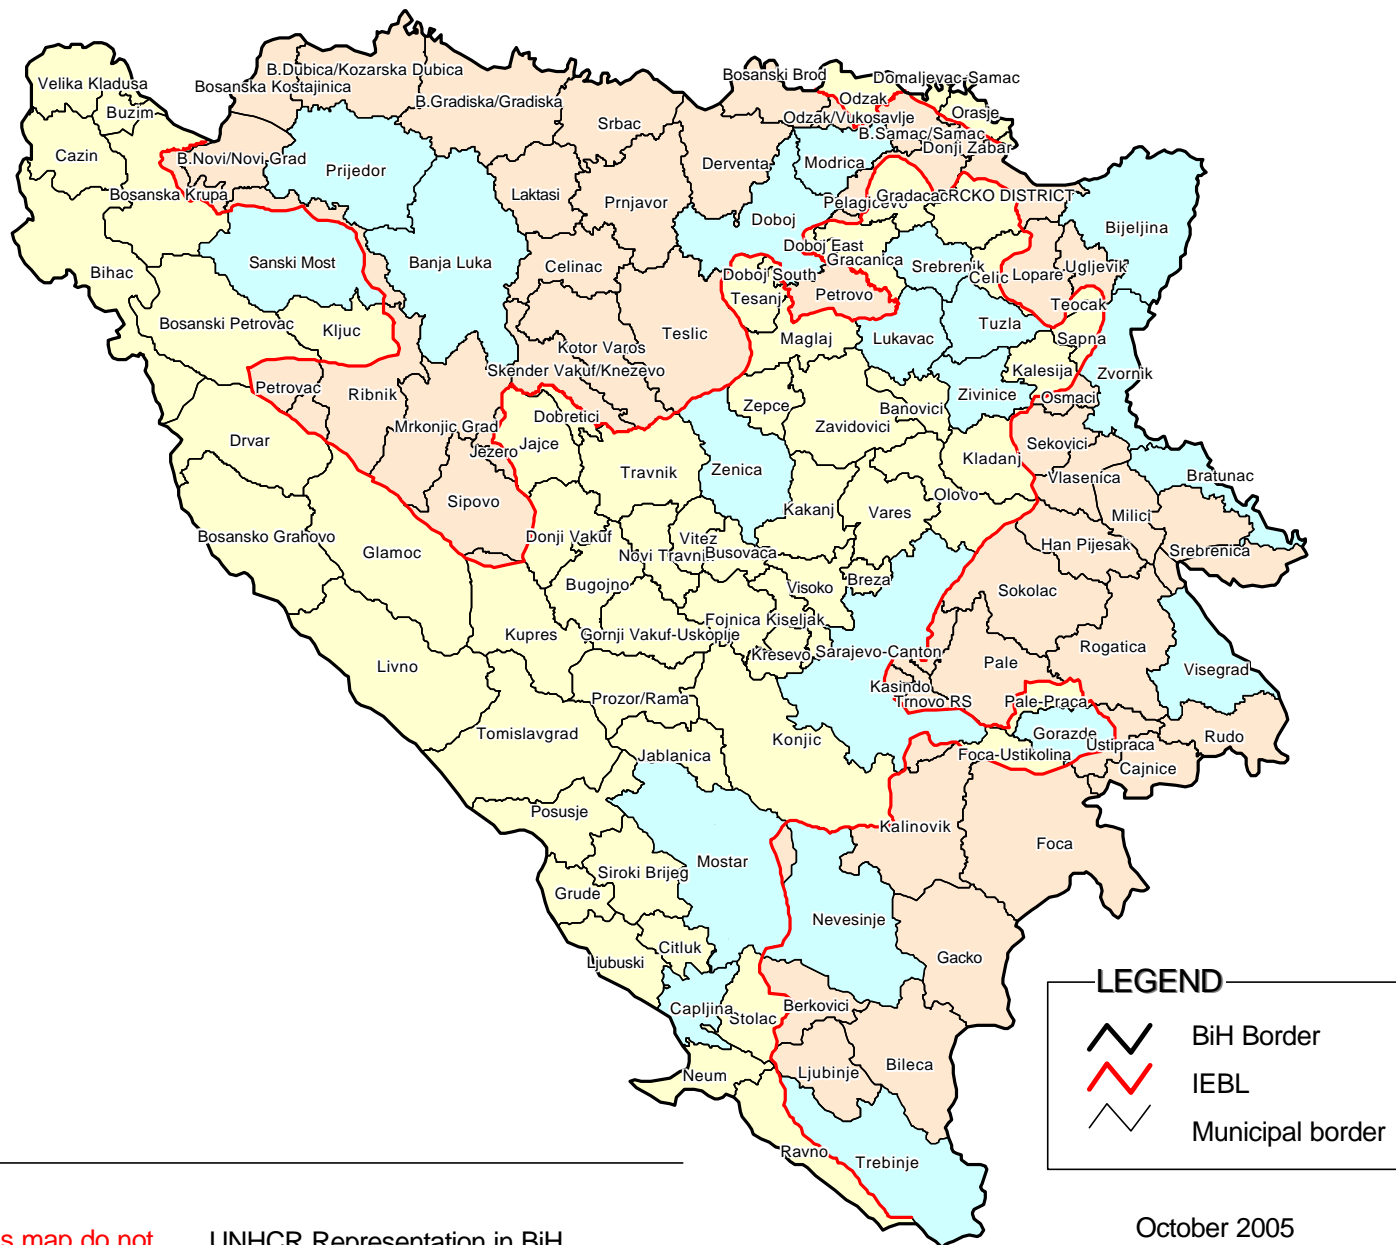 Velika Kladusa
Buzim
Cazin
Bosanska Krupa
Bihac
B.Dubica/Kozarska Dubica
Bosanska Kostajinica
B.Gradiska/Gradiska
B.Novi/Novi Grad
Prijedor
Srbac
Laktasi
Prnjavor
Derventa
Bosanski Brod
Odzak
Domaljevac-Samac
Orasje
Odzak/Vukosavlje
B.Samac/Samac
Donji Zabar
Modrica
Pelagicevo
Gradacac
BRCKO DISTRICT
Bijeljina
Doboj
Doboj East
Gracanica
Srebrenik
Celic
Lopare
Ugljevik
Teocak
Sanski Most
Banja Luka
Celinac
Doboj South
Tesanj
Petrovo
Bosanski Petrovac
Kljuc
Teslic
Maglaj
Lukavac
Tuzla
Sapna
Kalesija
Zvornik
Kotor Varos
Skender Vakuf/Knezevo
Petrovac
Ribnik
Mrkonjic Grad
Jezero
Jajce
Dobretici
Zepce
Zavidovici
Banovici
Zivinice
Osmaci
Sekovici
Drvar
Sipovo
Travnik
Zenica
Kladanj
Vlasenica
Bratunac
Kakanj
Vares
Olovo
Milici
Bosansko Grahovo
Glamoc
Donji Vakuf
Novi Travnik
Vitez
Busovaca
Han Pijesak
Srebrenica
Bugojno
Visoko
Breza
Sokolac
Livno
Kupres
Gornji Vakuf-Uskoplje
Fojnica
Kiseljak
Kresevo
Sarajevo-Canton
Pale
Rogatica
Visegrad
Kasindo
Trnovo RS
Pale-Praca
Prozor/Rama
Tomislavgrad
Konjic
Jablanica
Gorazde
Ustipraca
Foca-Ustikolina
Rudo
Cajnice
Posusje
Mostar
Kalinovik
Foca
Siroki Brijeg
Grude
Nevesinje
Citluk
Ljubuski
Gacko
Capljina
Stolac
Berkovici
Neum
Ljubinje
Bileca
Ravno
Trebinje
LEGEND
BiH Border
IEBL
Municipal border
October 2005
s map do not
UNHCR Representation in BiH